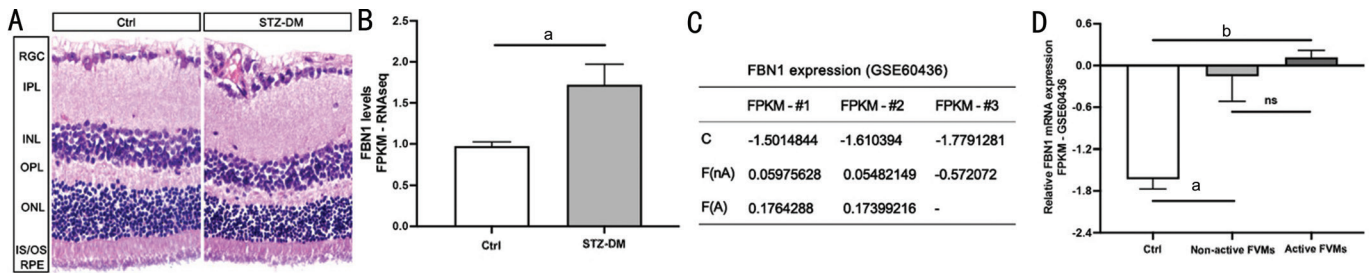 A
Ctrl
STZ-DM
RGC
IPL
INL
OPL
ONL
IS/OS
RPE
B
FBN1 levels
FPKM - RNAseq
2.5
2.0
1.5
1.0
0.5
0.0
a
Ctrl
STZ-DM
C
FBN1 expression (GSE60436)
FPKM - #1 FPKM - #2 FPKM - #3
C -1.5014844 -1.610394 -1.7791281
F(nA) 0.05975628 0.05482149 -0.572072
F(A) 0.1764288 0.17399216 -
D
Relative FBN1 mRNA expression
FPKM - GSE60436
0.6
0.0
-0.6
-1.2
-1.8
-2.4
b
ns
a
Ctrl
Non-active FVMs
Active FVMs